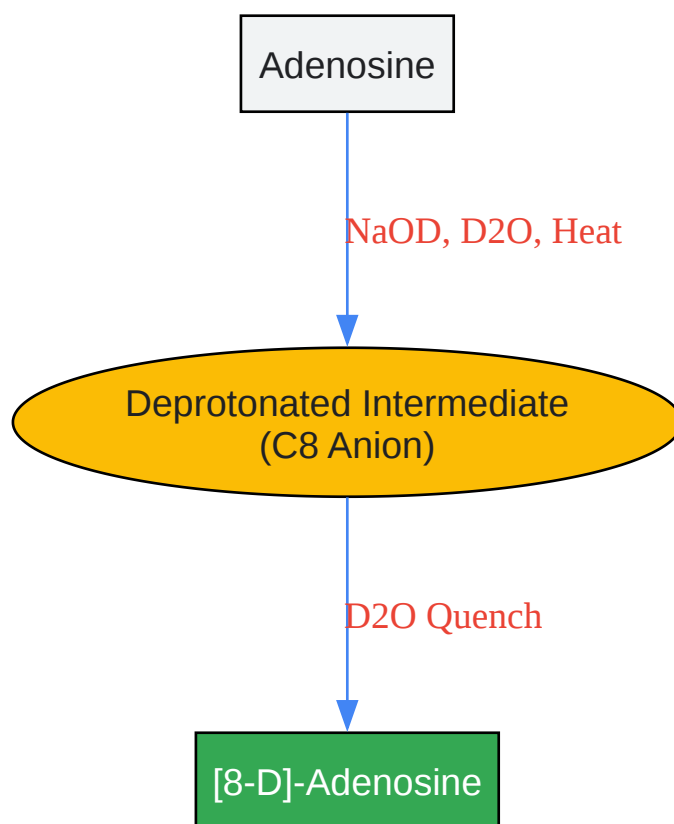 Adenosine
NaOD, D2O, Heat
Deprotonated Intermediate
(C8 Anion)
D2O Quench
[8-D]-Adenosine